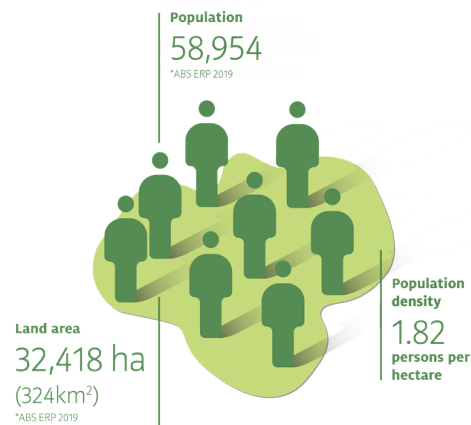 Population
58,954
*ABS ERP 2019
Population
density
1.82
persons per
hectare
Land area
32,418 ha
(324km²)
*ABS ERP 2019